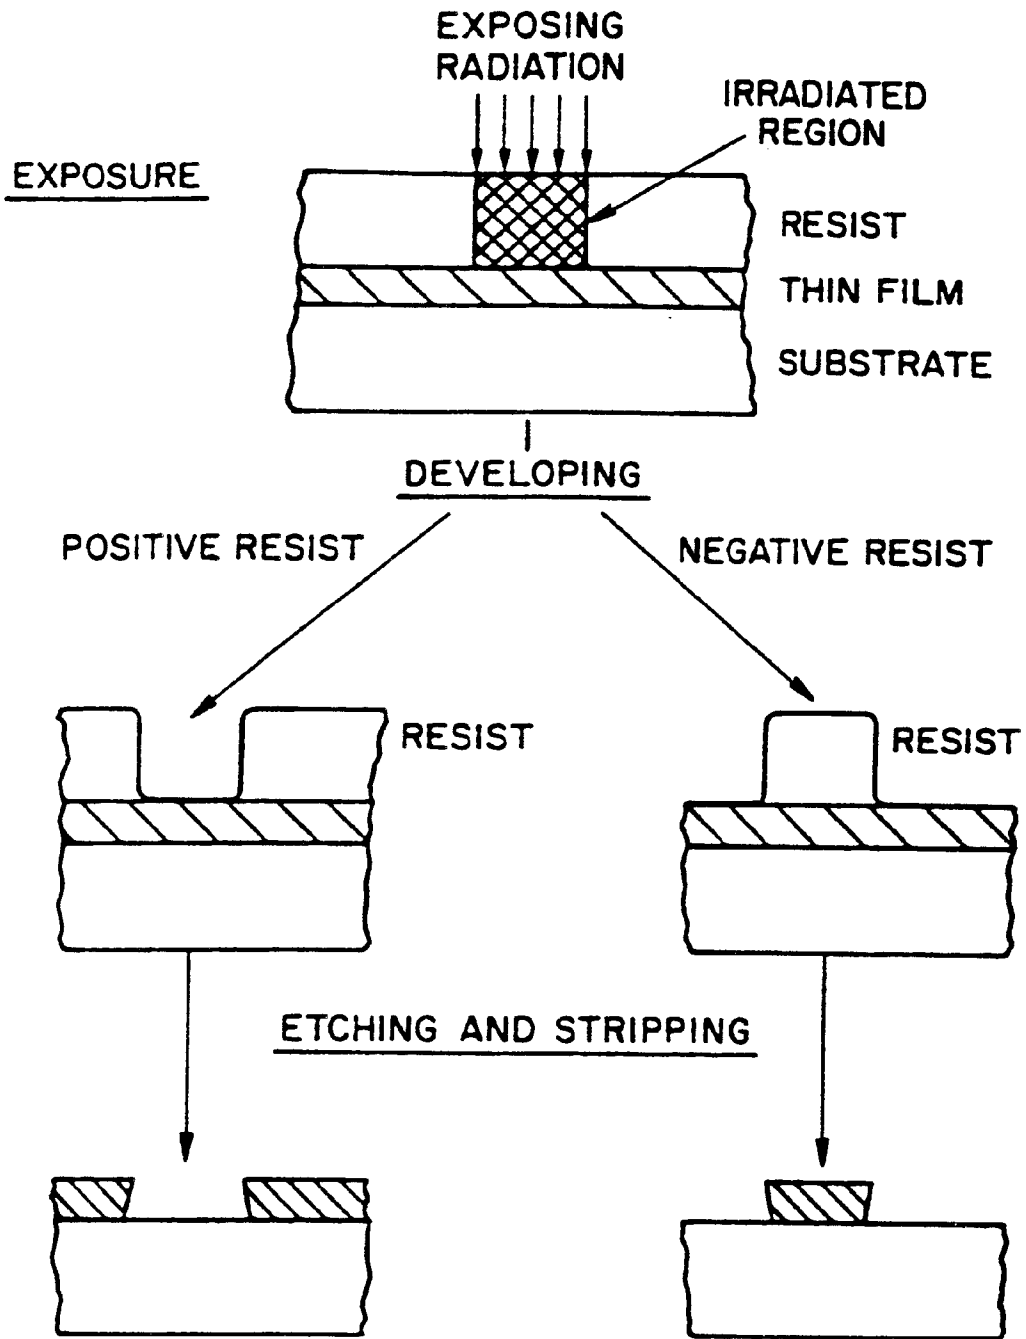 EXPOSING
RADIATION
IRRADIATED
REGION
EXPOSURE
RESIST
THIN FILM
SUBSTRATE
DEVELOPING
POSITIVE RESIST
NEGATIVE RESIST
RESIST
RESIST
ETCHING AND STRIPPING